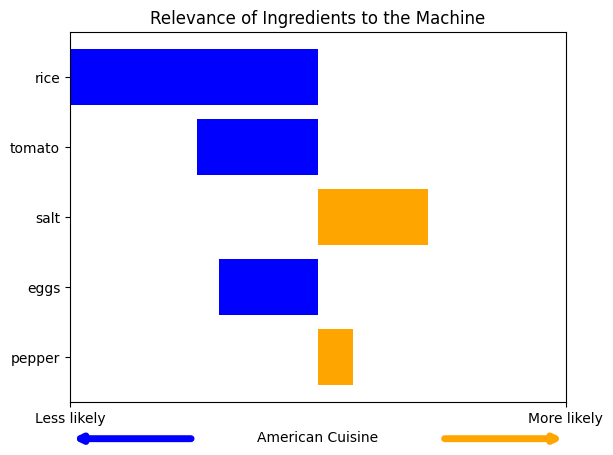 Relevance of Ingredients to the Machine
rice
tomato
salt
eggs
pepper
Less likely
More likely
American Cuisine